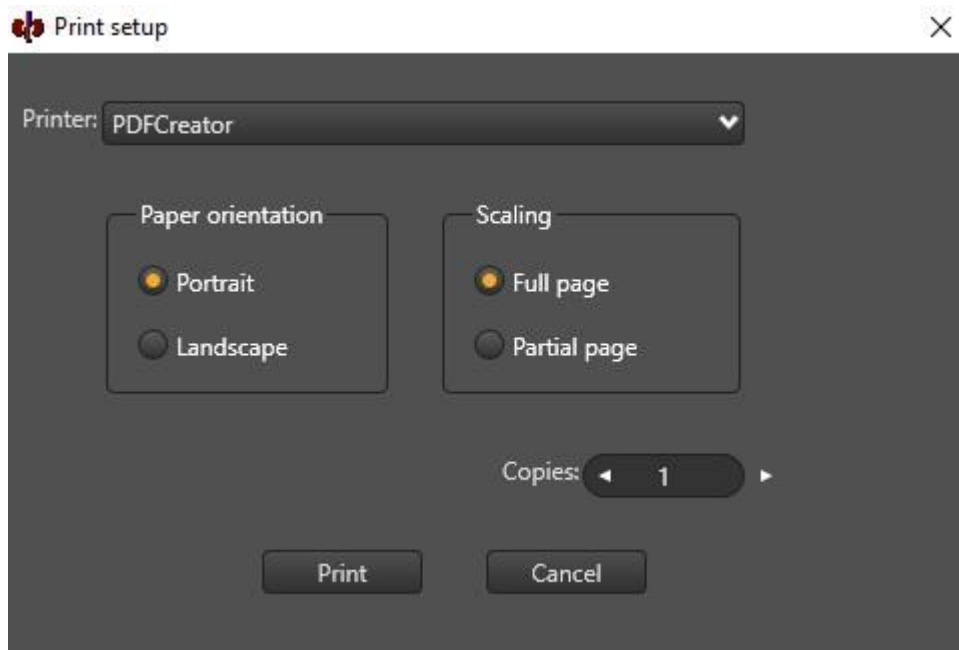 Print setup
Printer: PDFCreator
Paper orientation
Portrait
Landscape
Scaling
Full page
Partial page
Copies: 1
Print
Cancel